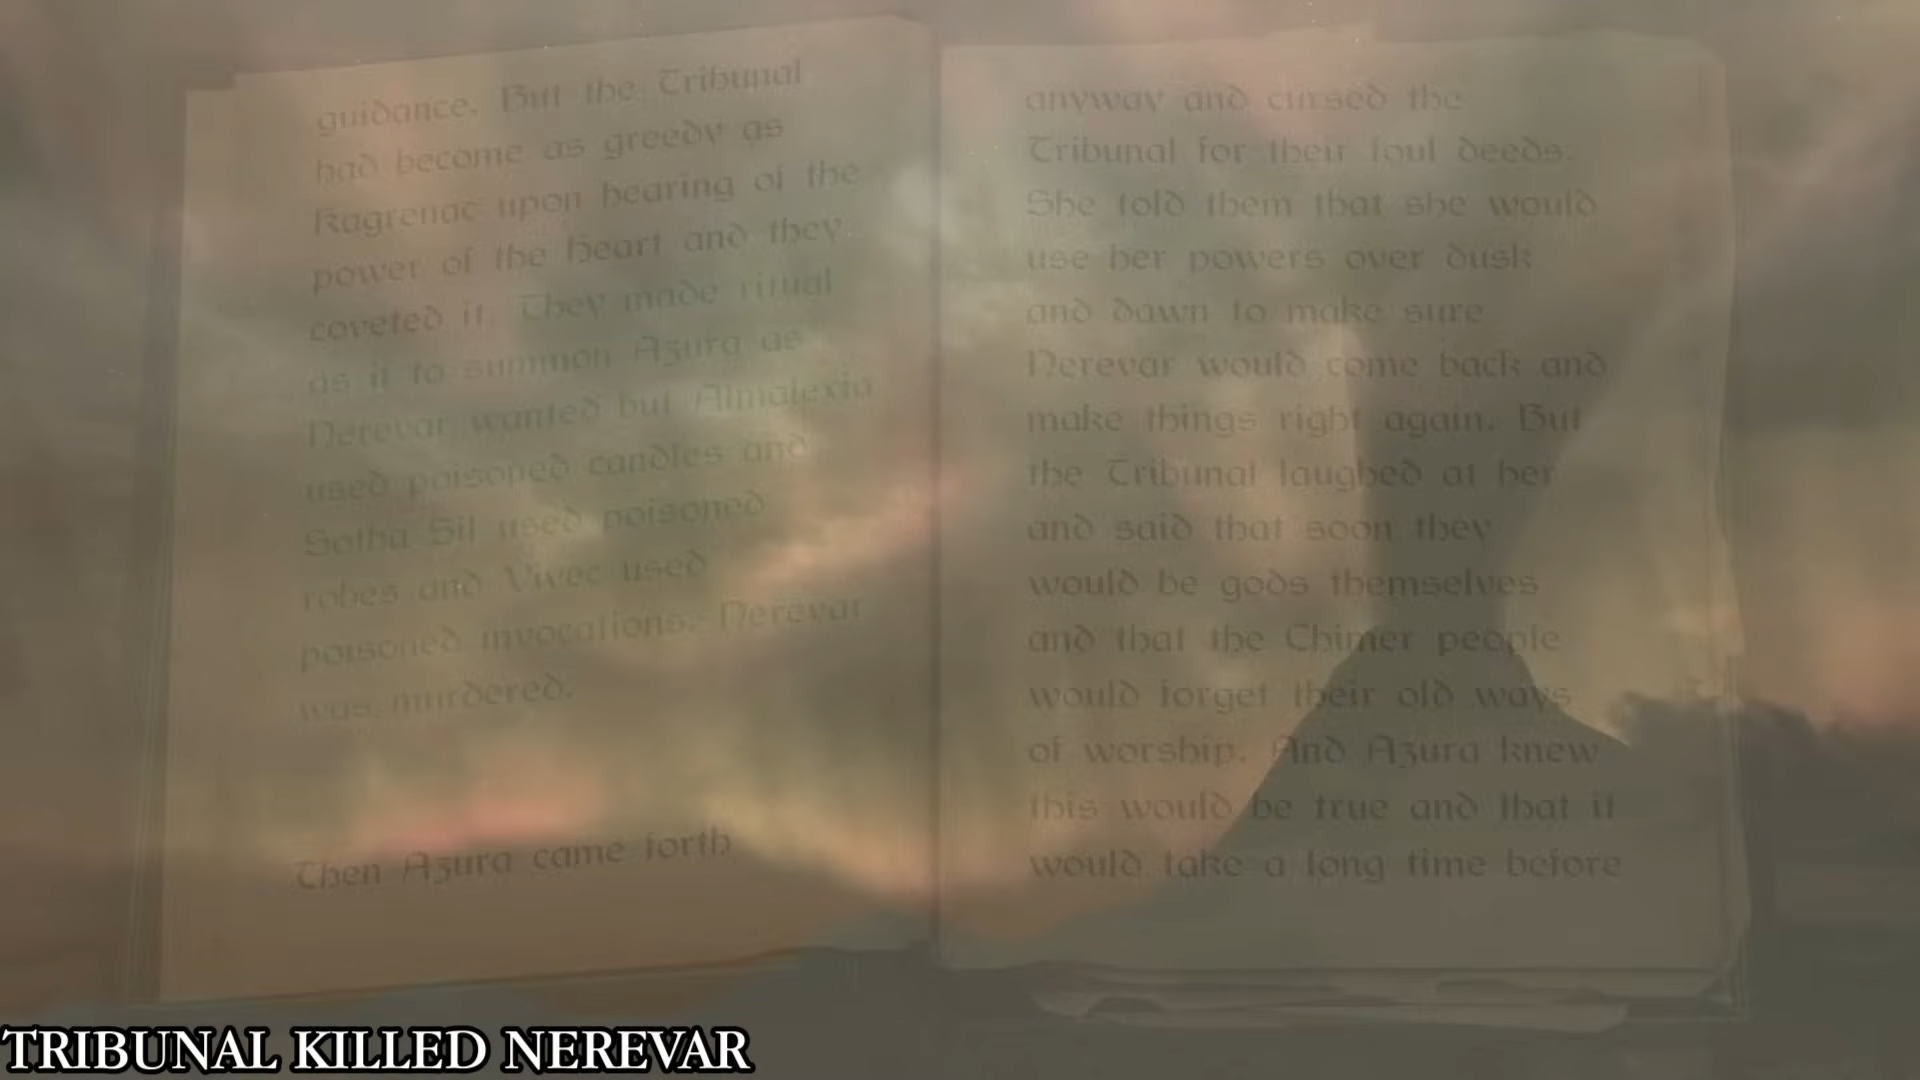 guidance. But the Tribunal
had become as greedy as
Kagrenac upon hearing of the
power of the Heart and they
coveted it. They made ritual
as if to summon Azura as
Nerevar wanted but Almalexia
used poisoned candles and
Sotha Sil used poisoned
robes and Vivec used
poisoned invocations. Nerevar
was murdered.
Then Azura came forth
anyway and cursed the
Tribunal for their foul deeds.
She told them that she would
use her powers over dusk
and dawn to make sure
Nerevar would come back and
make things right again. But
the Tribunal laughed at her
and said that soon they
would be gods themselves
and that the Chimer people
would forget their old ways
of worship. And Azura knew
this would be true and that it
would take a long time before
TRIBUNAL KILLED NEREVAR